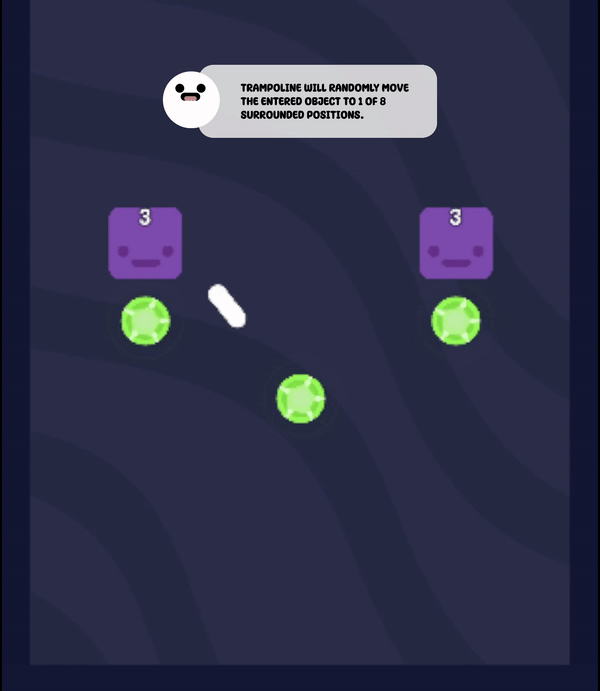 TRAMPOLINE WILL RANDOMLY MOVE
THE ENTERED OBJECT TO 1 OF 8
SURROUNDED POSITIONS.
3 3